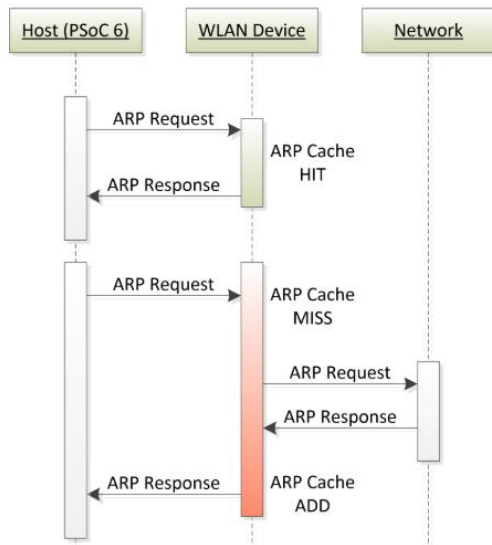 Host (PSoC 6)
WLAN Device
Network
ARP Request
ARP Cache
HIT
ARP Response
ARP Request
ARP Cache
MISS
ARP Request
ARP Response
ARP Response
ARP Cache
ADD